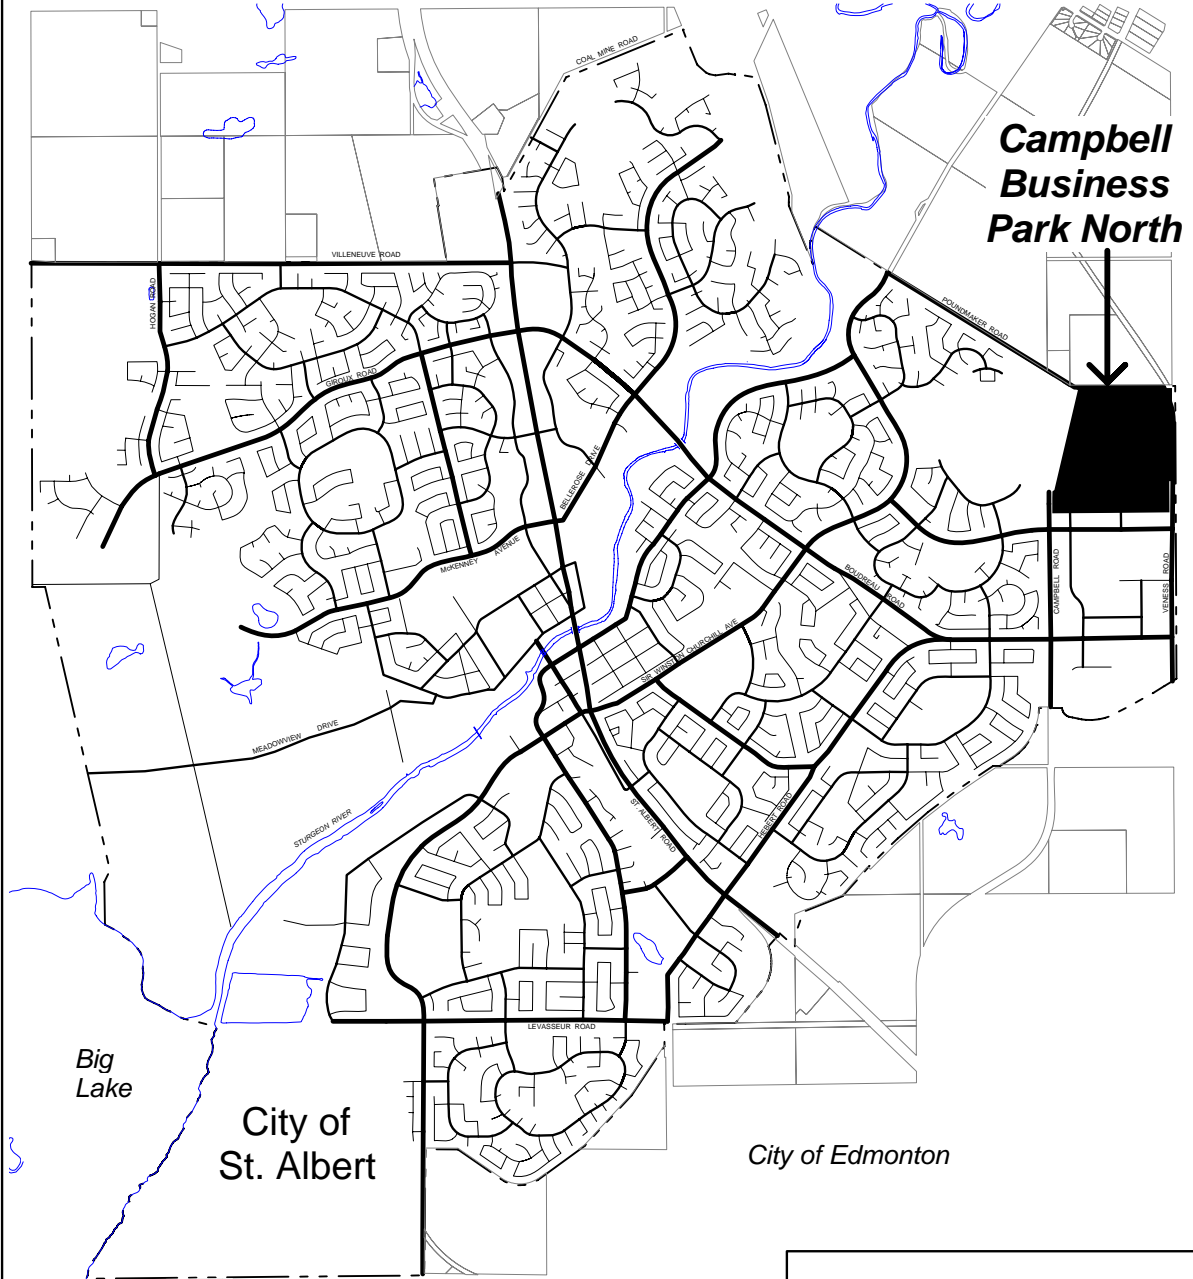 COAL MINE ROAD
Campbell
Business
Park North
VILLENEUVE ROAD
HOGAN ROAD
POUNDMAKER ROAD
GIROUX ROAD
BELLEROSE DRIVE
McKENNEY AVENUE
BOUDREAU ROAD
CAMPBELL ROAD
VENESS ROAD
SIR WINSTON CHURCHILL AVE
MEADOWVIEW DRIVE
STURGEON RIVER
ST. ALBERT ROAD
HEBERT ROAD
LEVASSEUR ROAD
Big
Lake
City of
St. Albert
City of Edmonton